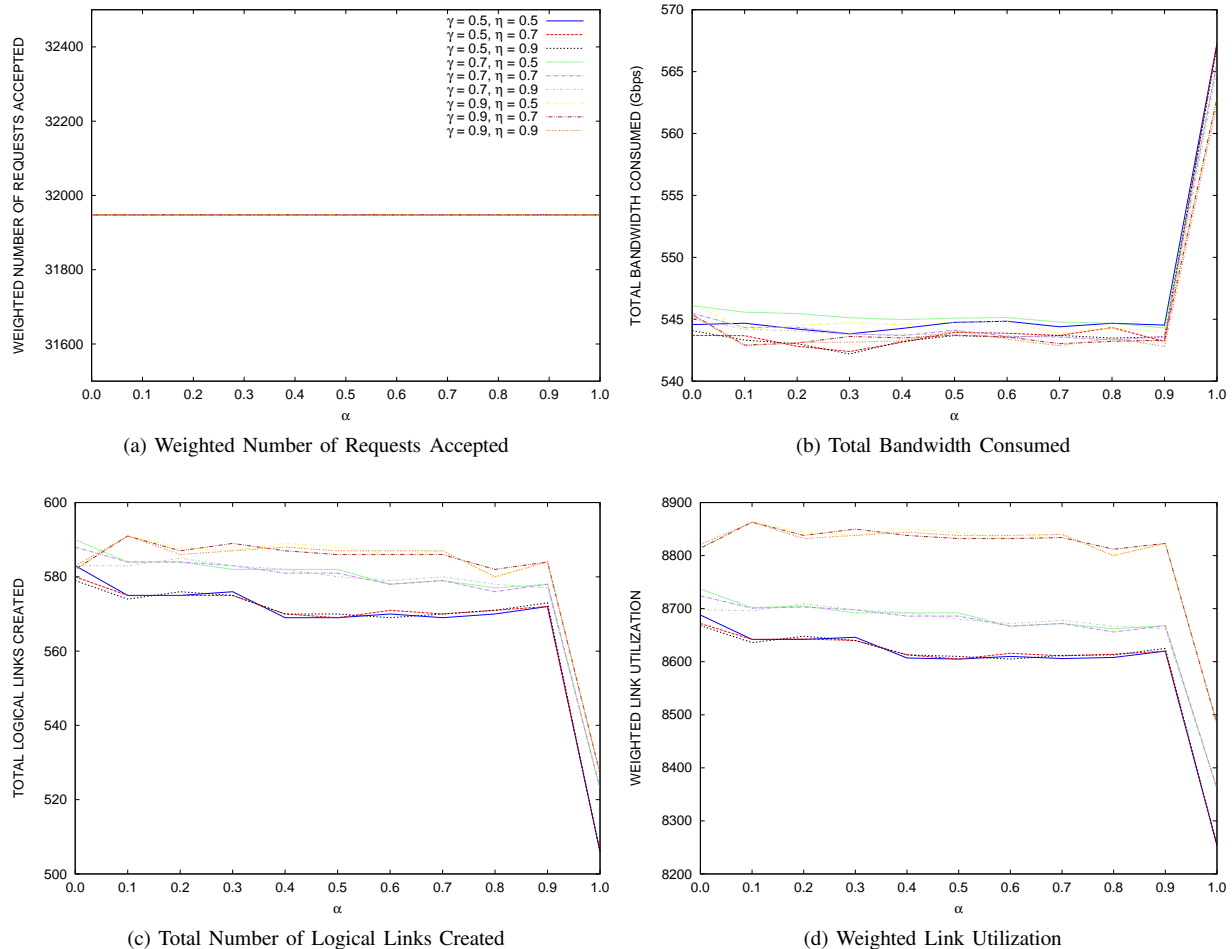 WEIGHTED NUMBER OF REQUESTS ACCEPTED
32400
32200
32000
31800
31600
γ = 0.5, η = 0.5
γ = 0.5, η = 0.7
γ = 0.5, η = 0.9
γ = 0.7, η = 0.5
γ = 0.7, η = 0.7
γ = 0.7, η = 0.9
γ = 0.9, η = 0.5
γ = 0.9, η = 0.7
γ = 0.9, η = 0.9
0.0 0.1 0.2 0.3 0.4 0.5 0.6 0.7 0.8 0.9 1.0
α
(a) Weighted Number of Requests Accepted
TOTAL BANDWIDTH CONSUMED (Gbps)
570
565
560
555
550
545
540
0.0 0.1 0.2 0.3 0.4 0.5 0.6 0.7 0.8 0.9 1.0
α
(b) Total Bandwidth Consumed
TOTAL LOGICAL LINKS CREATED
600
580
560
540
520
500
0.0 0.1 0.2 0.3 0.4 0.5 0.6 0.7 0.8 0.9 1.0
α
(c) Total Number of Logical Links Created
WEIGHTED LINK UTILIZATION
8900
8800
8700
8600
8500
8400
8300
8200
0.0 0.1 0.2 0.3 0.4 0.5 0.6 0.7 0.8 0.9 1.0
α
(d) Weighted Link Utilization